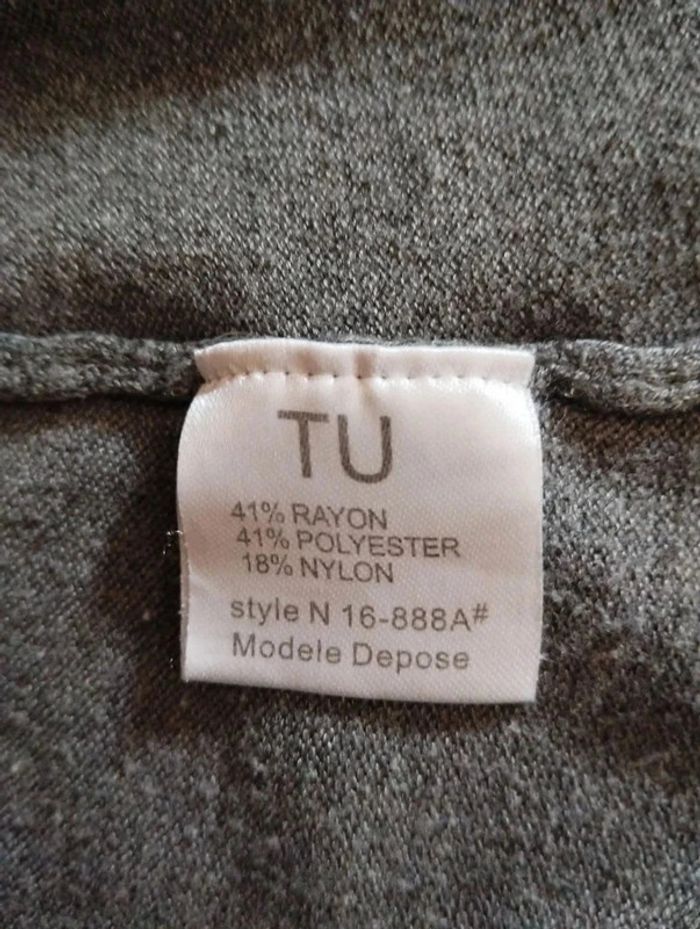 TU
41% RAYON
41% POLYESTER
18% NYLON
style N 16-888A#
Modele Depose